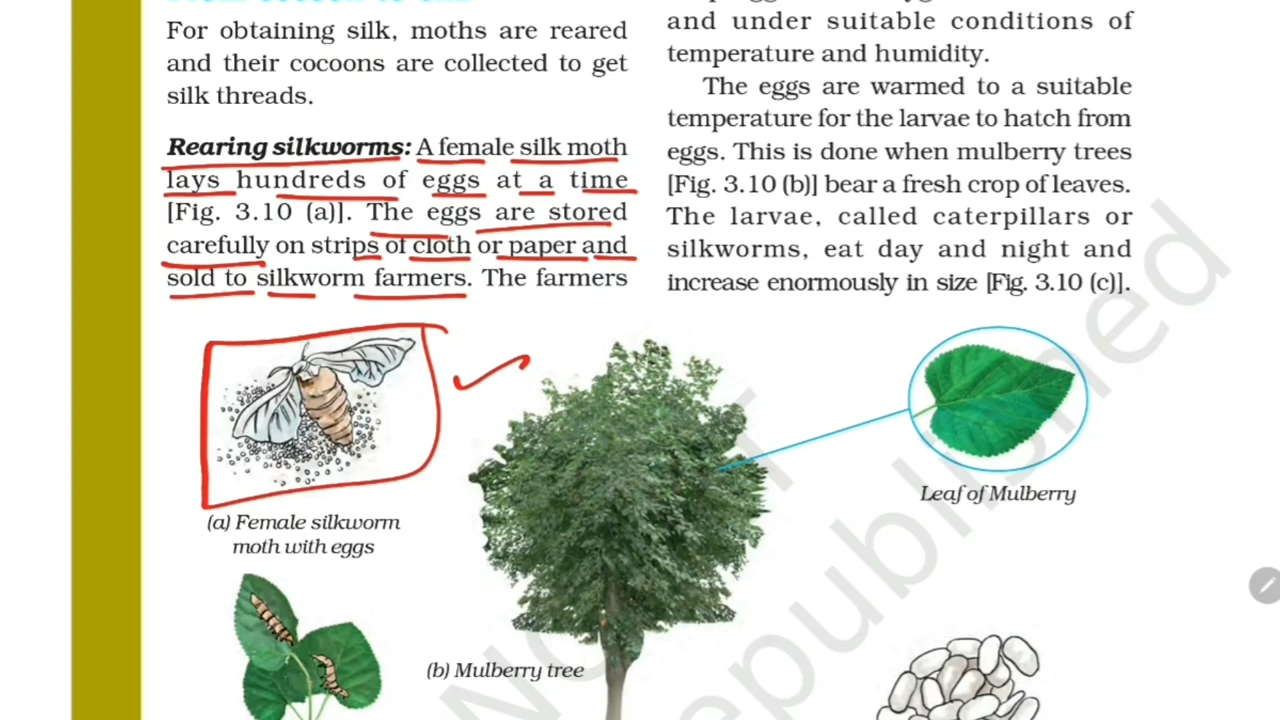 For obtaining silk, moths are reared
and their cocoons are collected to get
silk threads.
Rearing silkworms: A female silk moth
lays hundreds of eggs at a time
[Fig. 3.10 (a)]. The eggs are stored
carefully on strips of cloth or paper and
sold to silkworm farmers. The farmers
and under suitable conditions of
temperature and humidity.
The eggs are warmed to a suitable
temperature for the larvae to hatch from
eggs. This is done when mulberry trees
[Fig. 3.10 (b)] bear a fresh crop of leaves.
The larvae, called caterpillars or
silkworms, eat day and night and
increase enormously in size [Fig. 3.10 (c)].
(a) Female silkworm
moth with eggs
Leaf of Mulberry
(b) Mulberry tree